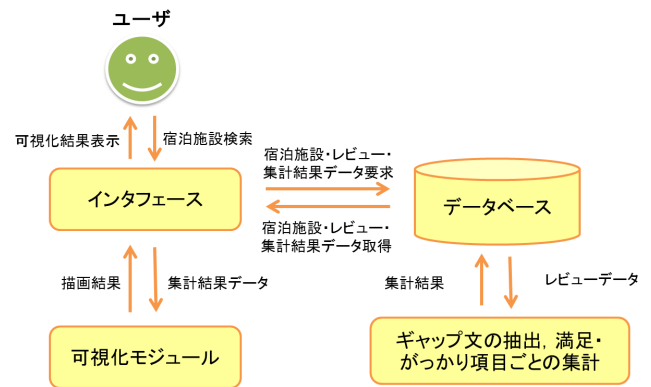 ユーザ
可視化結果表示
宿泊施設検索
宿泊施設・レビュー・
集計結果データ要求
インタフェース
データベース
宿泊施設・レビュー・
集計結果データ取得
描画結果
集計結果データ
集計結果
レビューデータ
可視化モジュール
ギャップ文の抽出, 満足・
がっかり項目ごとの集計